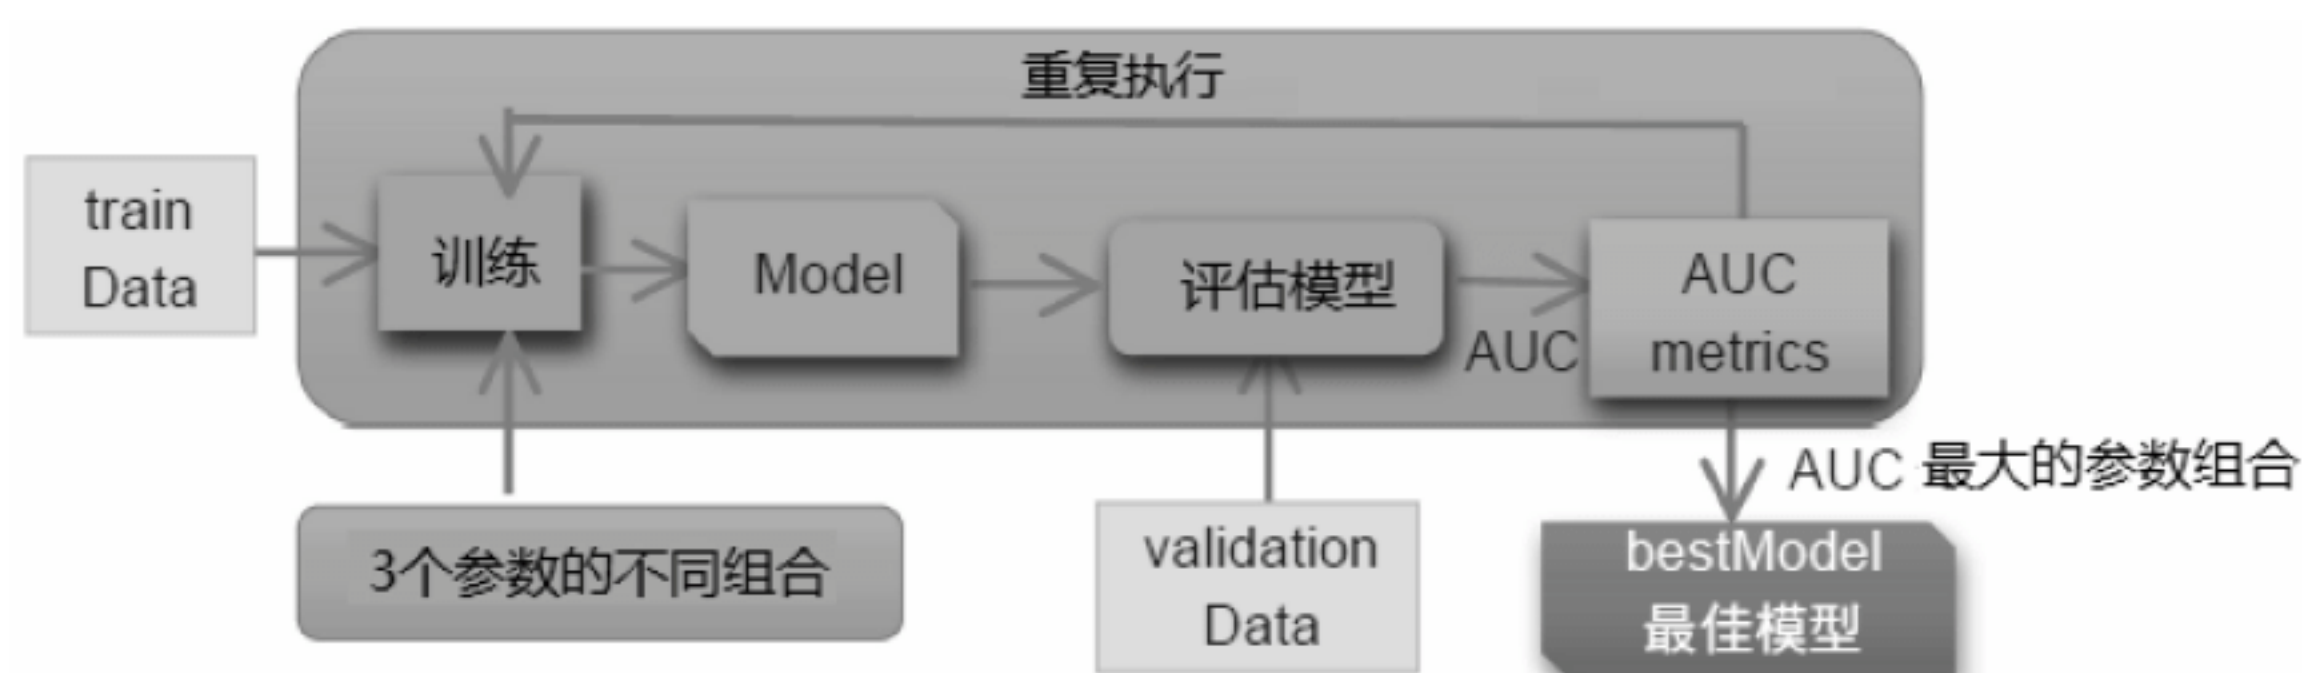 重复执行
train
Data
训练
Model
评估模型
AUC
AUC
metrics
AUC 最大的参数组合
3个参数的不同组合
validation
Data
bestModel
最佳模型